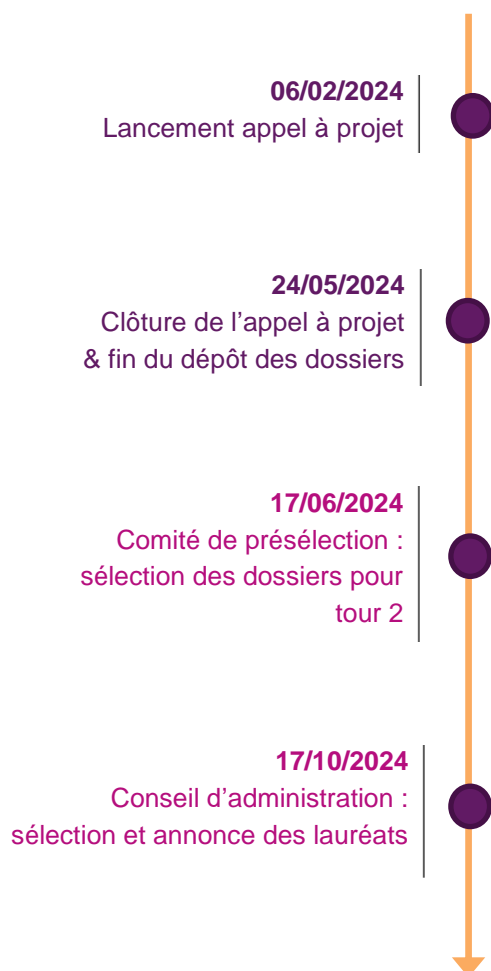 06/02/2024
Lancement appel à projet
24/05/2024
Clôture de l’appel à projet
& fin du dépôt des dossiers
17/06/2024
Comité de présélection :
sélection des dossiers pour
tour 2
17/10/2024
Conseil d’administration :
sélection et annonce des lauréats